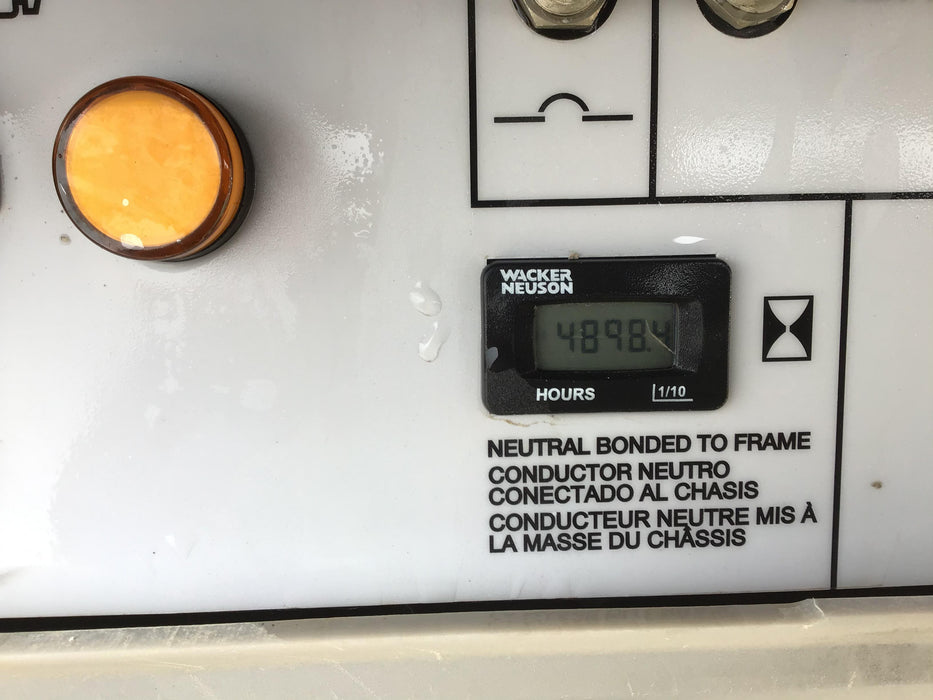 WACKER
NEUSON
4898.4
HOURS
1/10
NEUTRAL BONDED TO FRAME
CONDUCTOR NEUTRO
CONECTADO AL CHASIS
CONDUCTEUR NEUTRE MIS À
LA MASSE DU CHÂSSIS